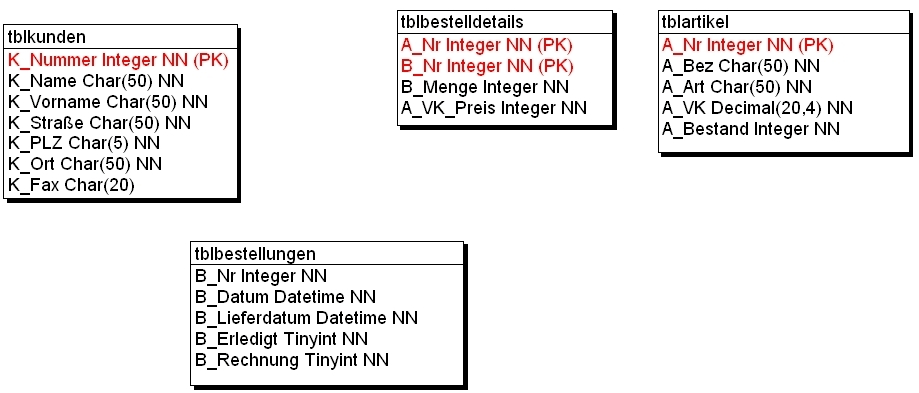 tblkunden
K_Nummer Integer NN (PK)
K_Name Char(50) NN
K_Vorname Char(50) NN
K_Straße Char(50) NN
K_PLZ Char(5) NN
K_Ort Char(50) NN
K_Fax Char(20)
tblbestelldetails
A_Nr Integer NN (PK)
B_Nr Integer NN (PK)
B_Menge Integer NN
A_VK_Preis Integer NN
tblartikel
A_Nr Integer NN (PK)
A_Bez Char(50) NN
A_Art Char(50) NN
A_VK Decimal(20,4) NN
A_Bestand Integer NN
tblbestellungen
B_Nr Integer NN
B_Datum Datetime NN
B_Lieferdatum Datetime NN
B_Erledigt Tinyint NN
B_Rechnung Tinyint NN